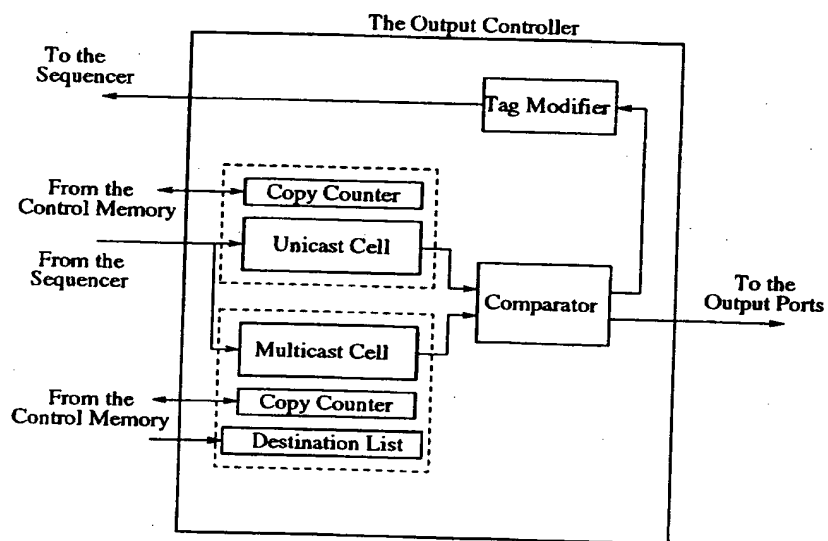 The Output Controller
To the
Sequencer
Tag Modifier
From the
Control Memory
Copy Counter
Unicast Cell
From the
Sequencer
Comparator
To the
Output Ports
Multicast Cell
From the
Control Memory
Copy Counter
Destination List